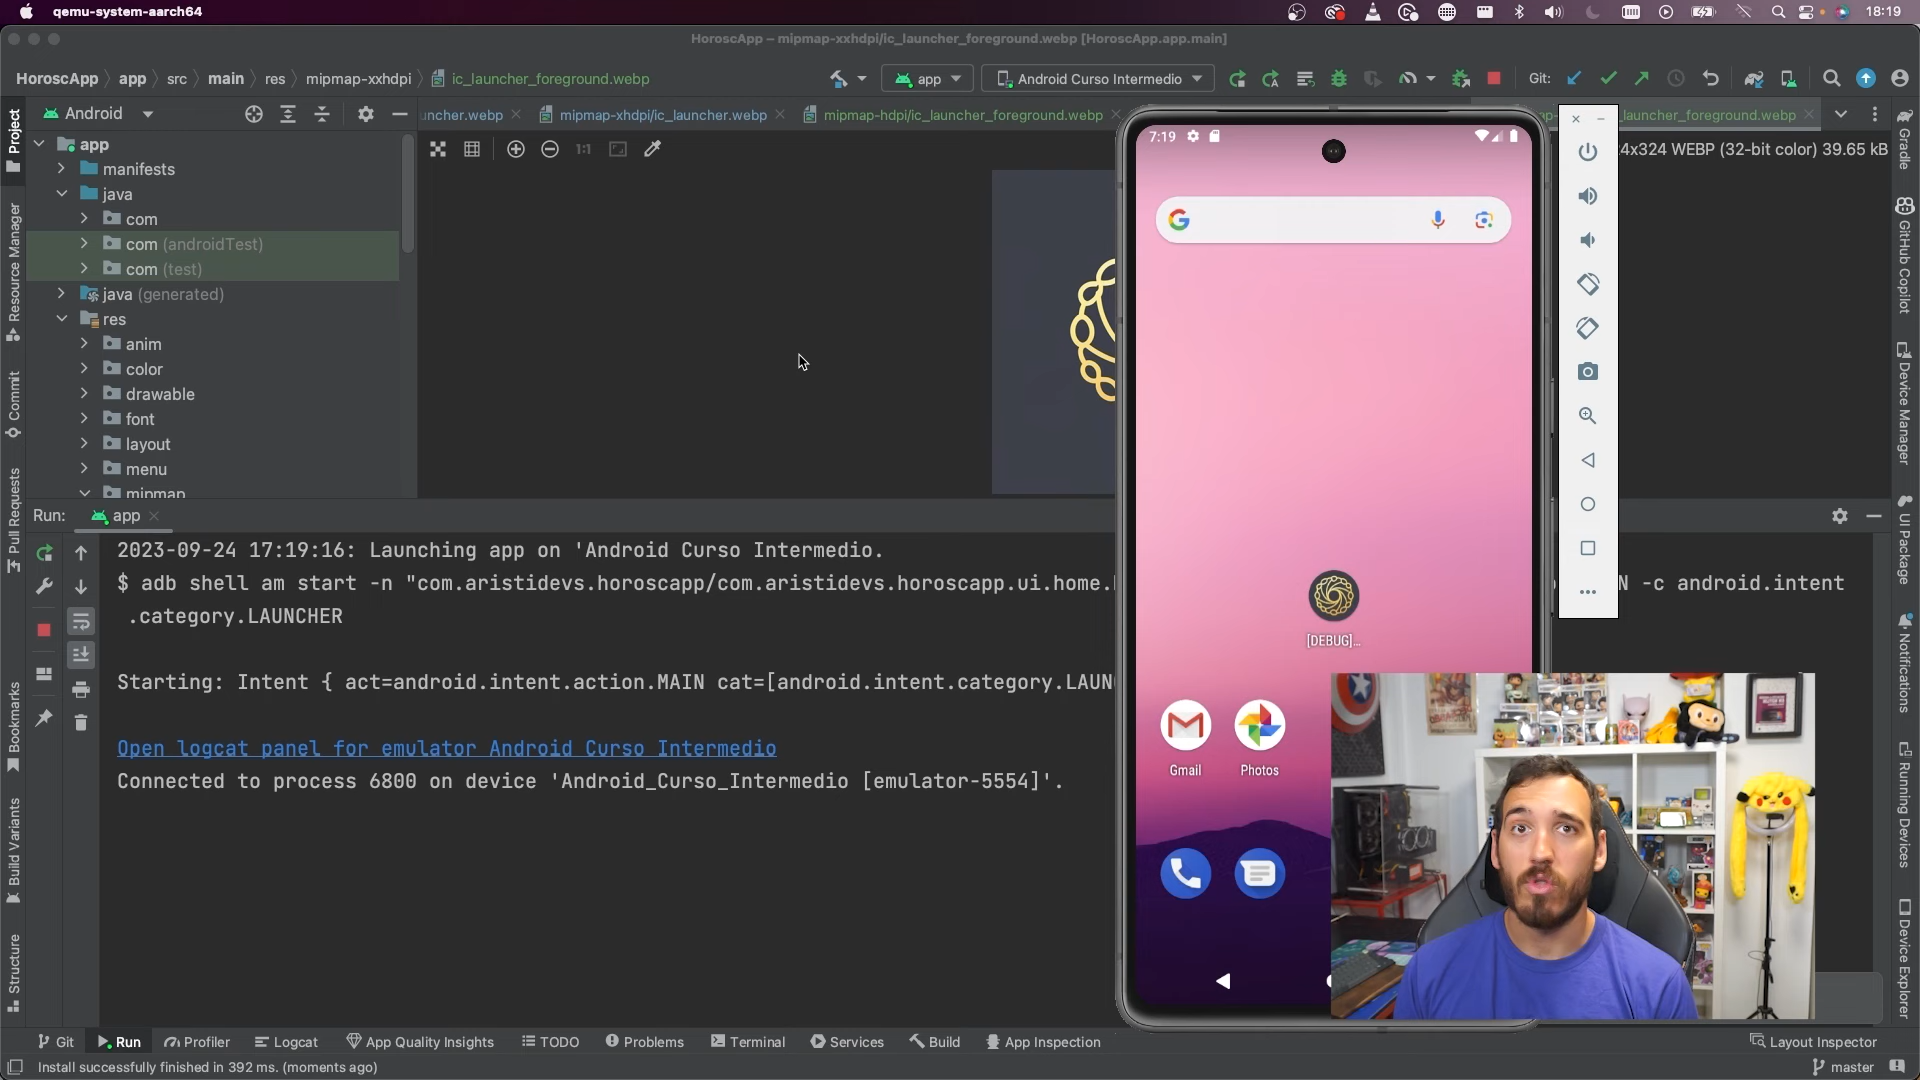 qemu-system-aarch64
18:19
HoroscApp – mipmap-xxhdpi/ic_launcher_foreground.webp [HoroscApp.app.main]
HoroscApp
app
src
main
res
mipmap-xxhdpi
ic_launcher_foreground.webp
app
Android Curso Intermedio
Git:
Android
uncher.webp
mipmap-xhdpi/ic_launcher.webp
mipmap-hdpi/ic_launcher_foreground.webp
_launcher_foreground.webp
1:1
4x324 WEBP (32-bit color) 39.65 kB
app
manifests
java
com
com (androidTest)
com (test)
java (generated)
res
anim
color
drawable
font
layout
menu
mipmap
Project
Resource Manager
Commit
Pull Requests
Bookmarks
Build Variants
Structure
Gradle
GitHub Copilot
Device Manager
UI Package
Notifications
Running Devices
Device Explorer
7:19
[DEBUG]...
Gmail
Photos
Run:
app
2023-09-24 17:19:16: Launching app on 'Android Curso Intermedio.
$ adb shell am start -n "com.aristidevs.horoscapp/com.aristidevs.horoscapp.ui.home. N -c android.intent
.category.LAUNCHER
Starting: Intent { act=android.intent.action.MAIN cat=[android.intent.category.LAUN
Open logcat panel for emulator Android Curso Intermedio
Connected to process 6800 on device 'Android_Curso_Intermedio [emulator-5554]'.
Git
Run
Profiler
Logcat
App Quality Insights
TODO
Problems
Terminal
Services
Build
App Inspection
Layout Inspector
Install successfully finished in 392 ms. (moments ago)
master